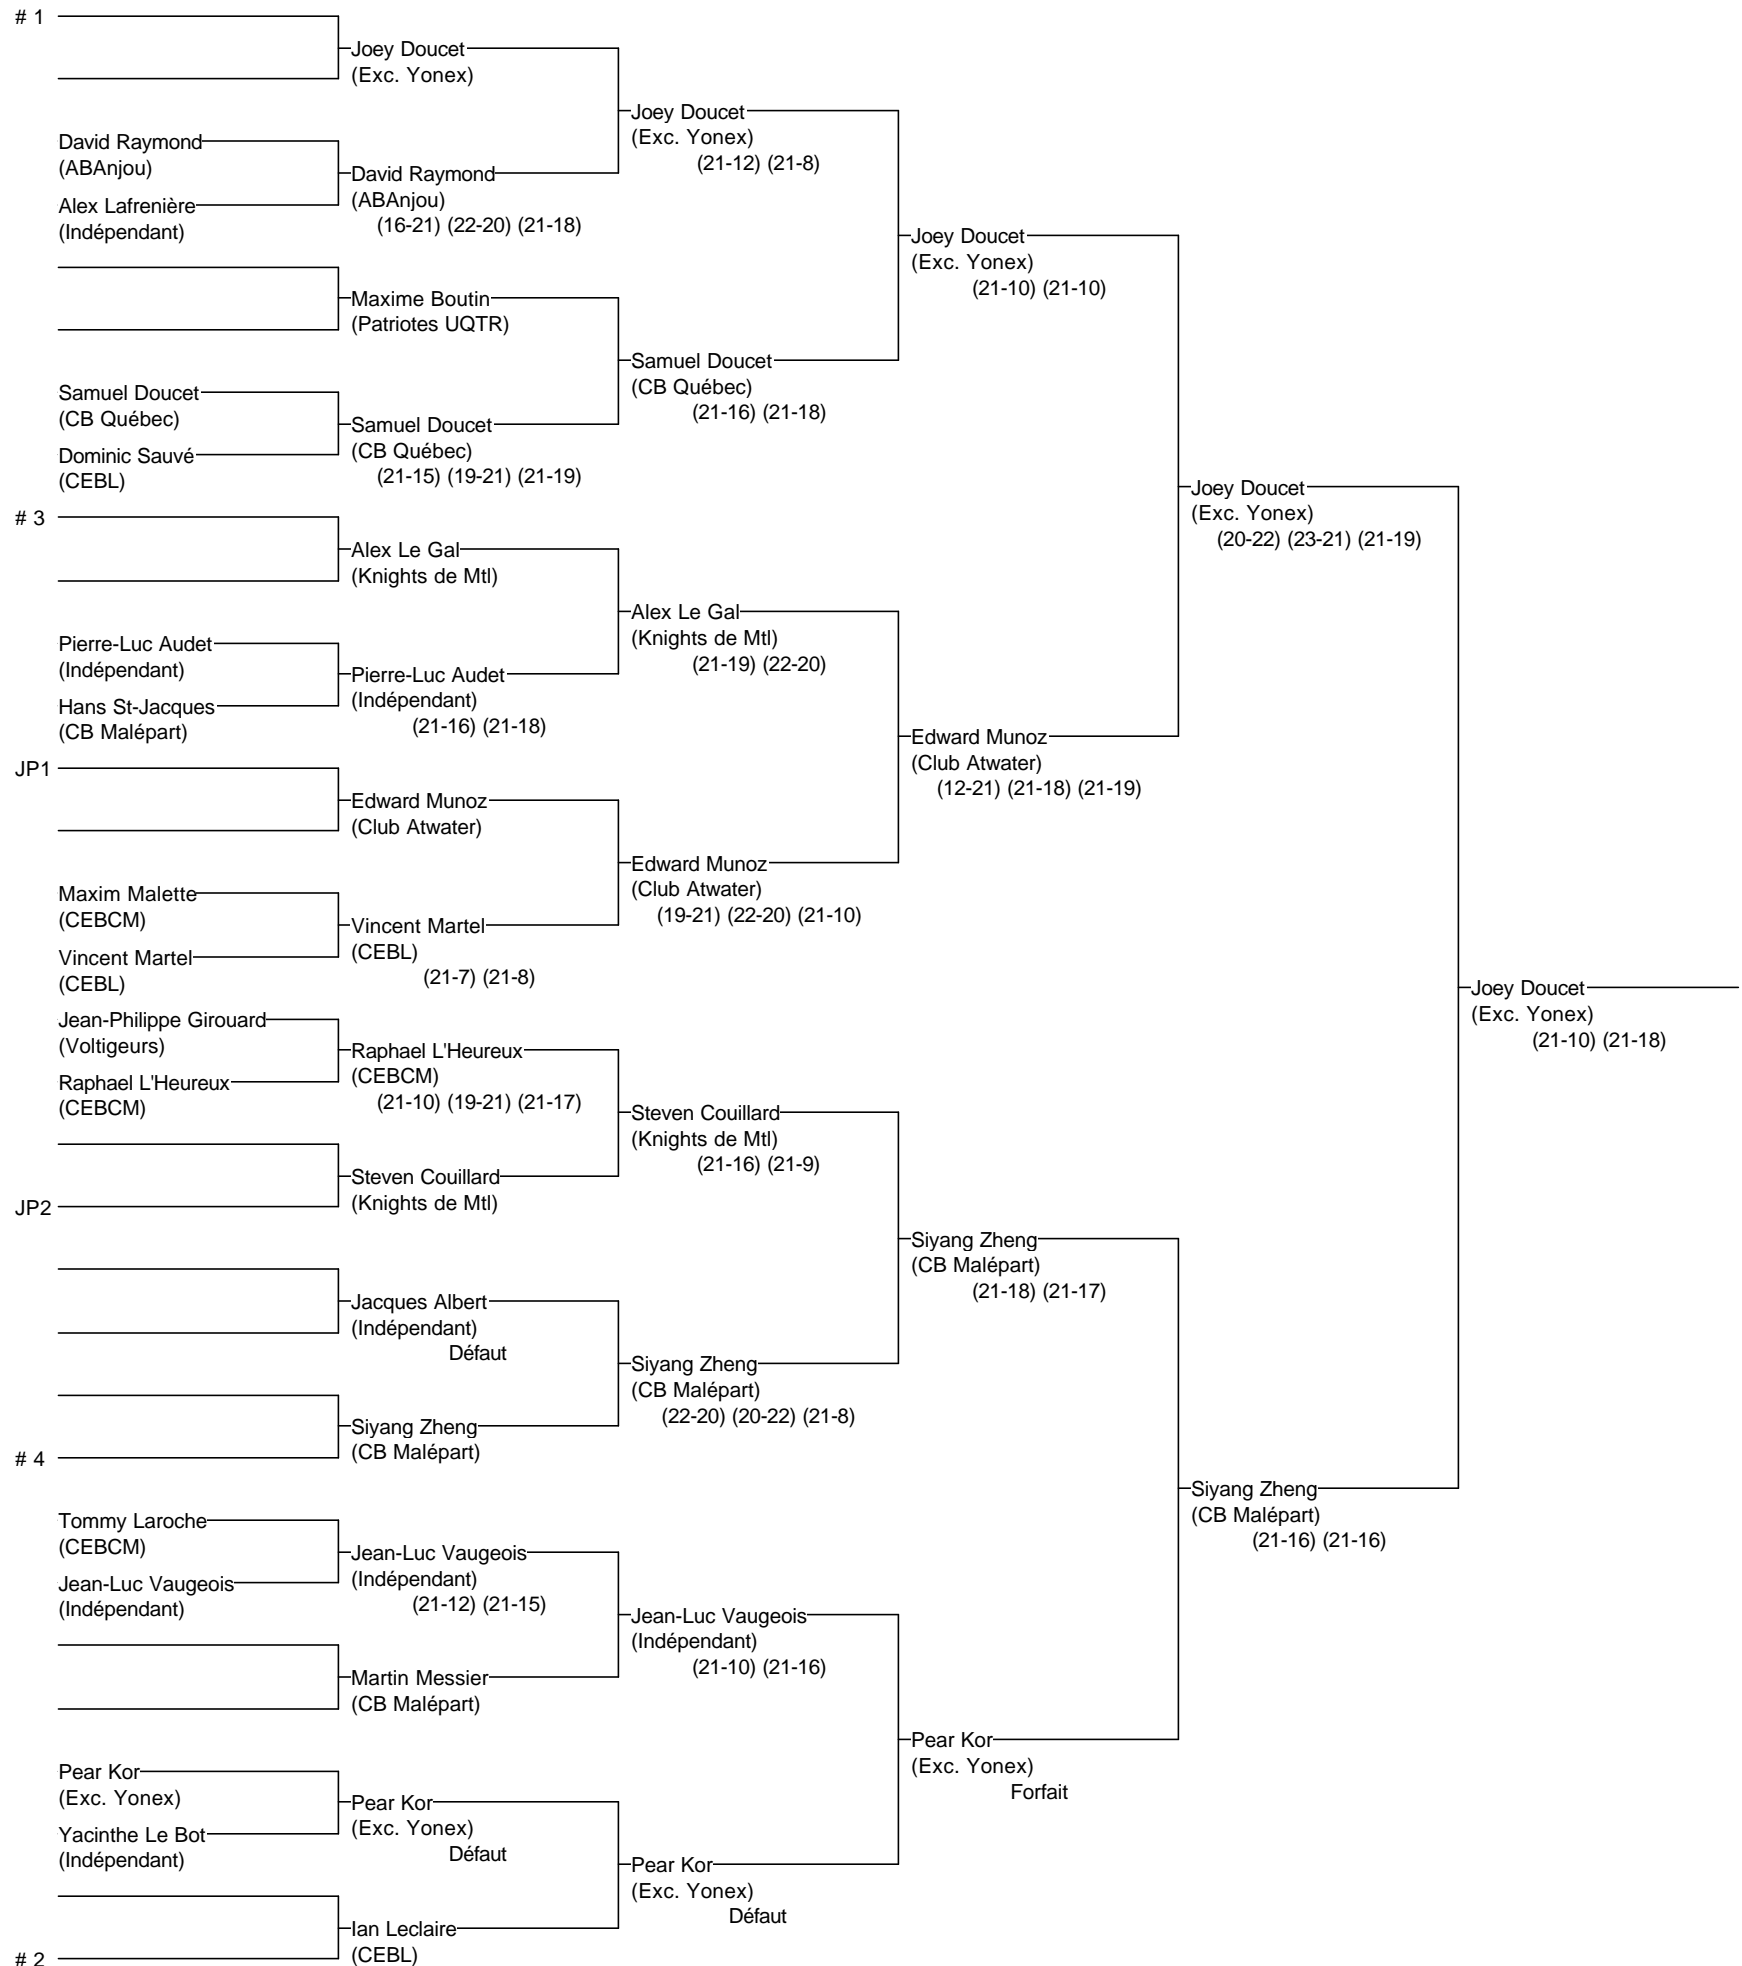 # 1
Joey Doucet
(Exc. Yonex)
Joey Doucet
(Exc. Yonex)
(21-12) (21-8)
David Raymond
(ABAnjou)
David Raymond
(ABAnjou)
(16-21) (22-20) (21-18)
Alex Lafrenière
(Indépendant)
Joey Doucet
(Exc. Yonex)
(21-10) (21-10)
Maxime Boutin
(Patriotes UQTR)
Samuel Doucet
(CB Québec)
(21-16) (21-18)
Samuel Doucet
(CB Québec)
Samuel Doucet
(CB Québec)
(21-15) (19-21) (21-19)
Dominic Sauvé
(CEBL)
Joey Doucet
(Exc. Yonex)
(20-22) (23-21) (21-19)
# 3
Alex Le Gal
(Knights de Mtl)
Alex Le Gal
(Knights de Mtl)
(21-19) (22-20)
Pierre-Luc Audet
(Indépendant)
Pierre-Luc Audet
(Indépendant)
(21-16) (21-18)
Hans St-Jacques
(CB Malépart)
Edward Munoz
(Club Atwater)
(12-21) (21-18) (21-19)
JP1
Edward Munoz
(Club Atwater)
Edward Munoz
(Club Atwater)
(19-21) (22-20) (21-10)
Maxim Malette
(CEBCM)
Vincent Martel
(CEBL)
(21-7) (21-8)
Vincent Martel
(CEBL)
Joey Doucet
(Exc. Yonex)
(21-10) (21-18)
Jean-Philippe Girouard
(Voltigeurs)
Raphael L'Heureux
(CEBCM)
(21-10) (19-21) (21-17)
Raphael L'Heureux
(CEBCM)
Steven Couillard
(Knights de Mtl)
(21-16) (21-9)
Steven Couillard
(Knights de Mtl)
JP2
Siyang Zheng
(CB Malépart)
(21-18) (21-17)
Jacques Albert
(Indépendant)
Défaut
Siyang Zheng
(CB Malépart)
(22-20) (20-22) (21-8)
Siyang Zheng
(CB Malépart)
# 4
Siyang Zheng
(CB Malépart)
(21-16) (21-16)
Tommy Laroche
(CEBCM)
Jean-Luc Vaugeois
(Indépendant)
(21-12) (21-15)
Jean-Luc Vaugeois
(Indépendant)
Jean-Luc Vaugeois
(Indépendant)
(21-10) (21-16)
Martin Messier
(CB Malépart)
Pear Kor
(Exc. Yonex)
Forfait
Pear Kor
(Exc. Yonex)
Pear Kor
(Exc. Yonex)
Défaut
Yacinthe Le Bot
(Indépendant)
Pear Kor
(Exc. Yonex)
Défaut
Ian Leclaire
(CEBL)
# 2